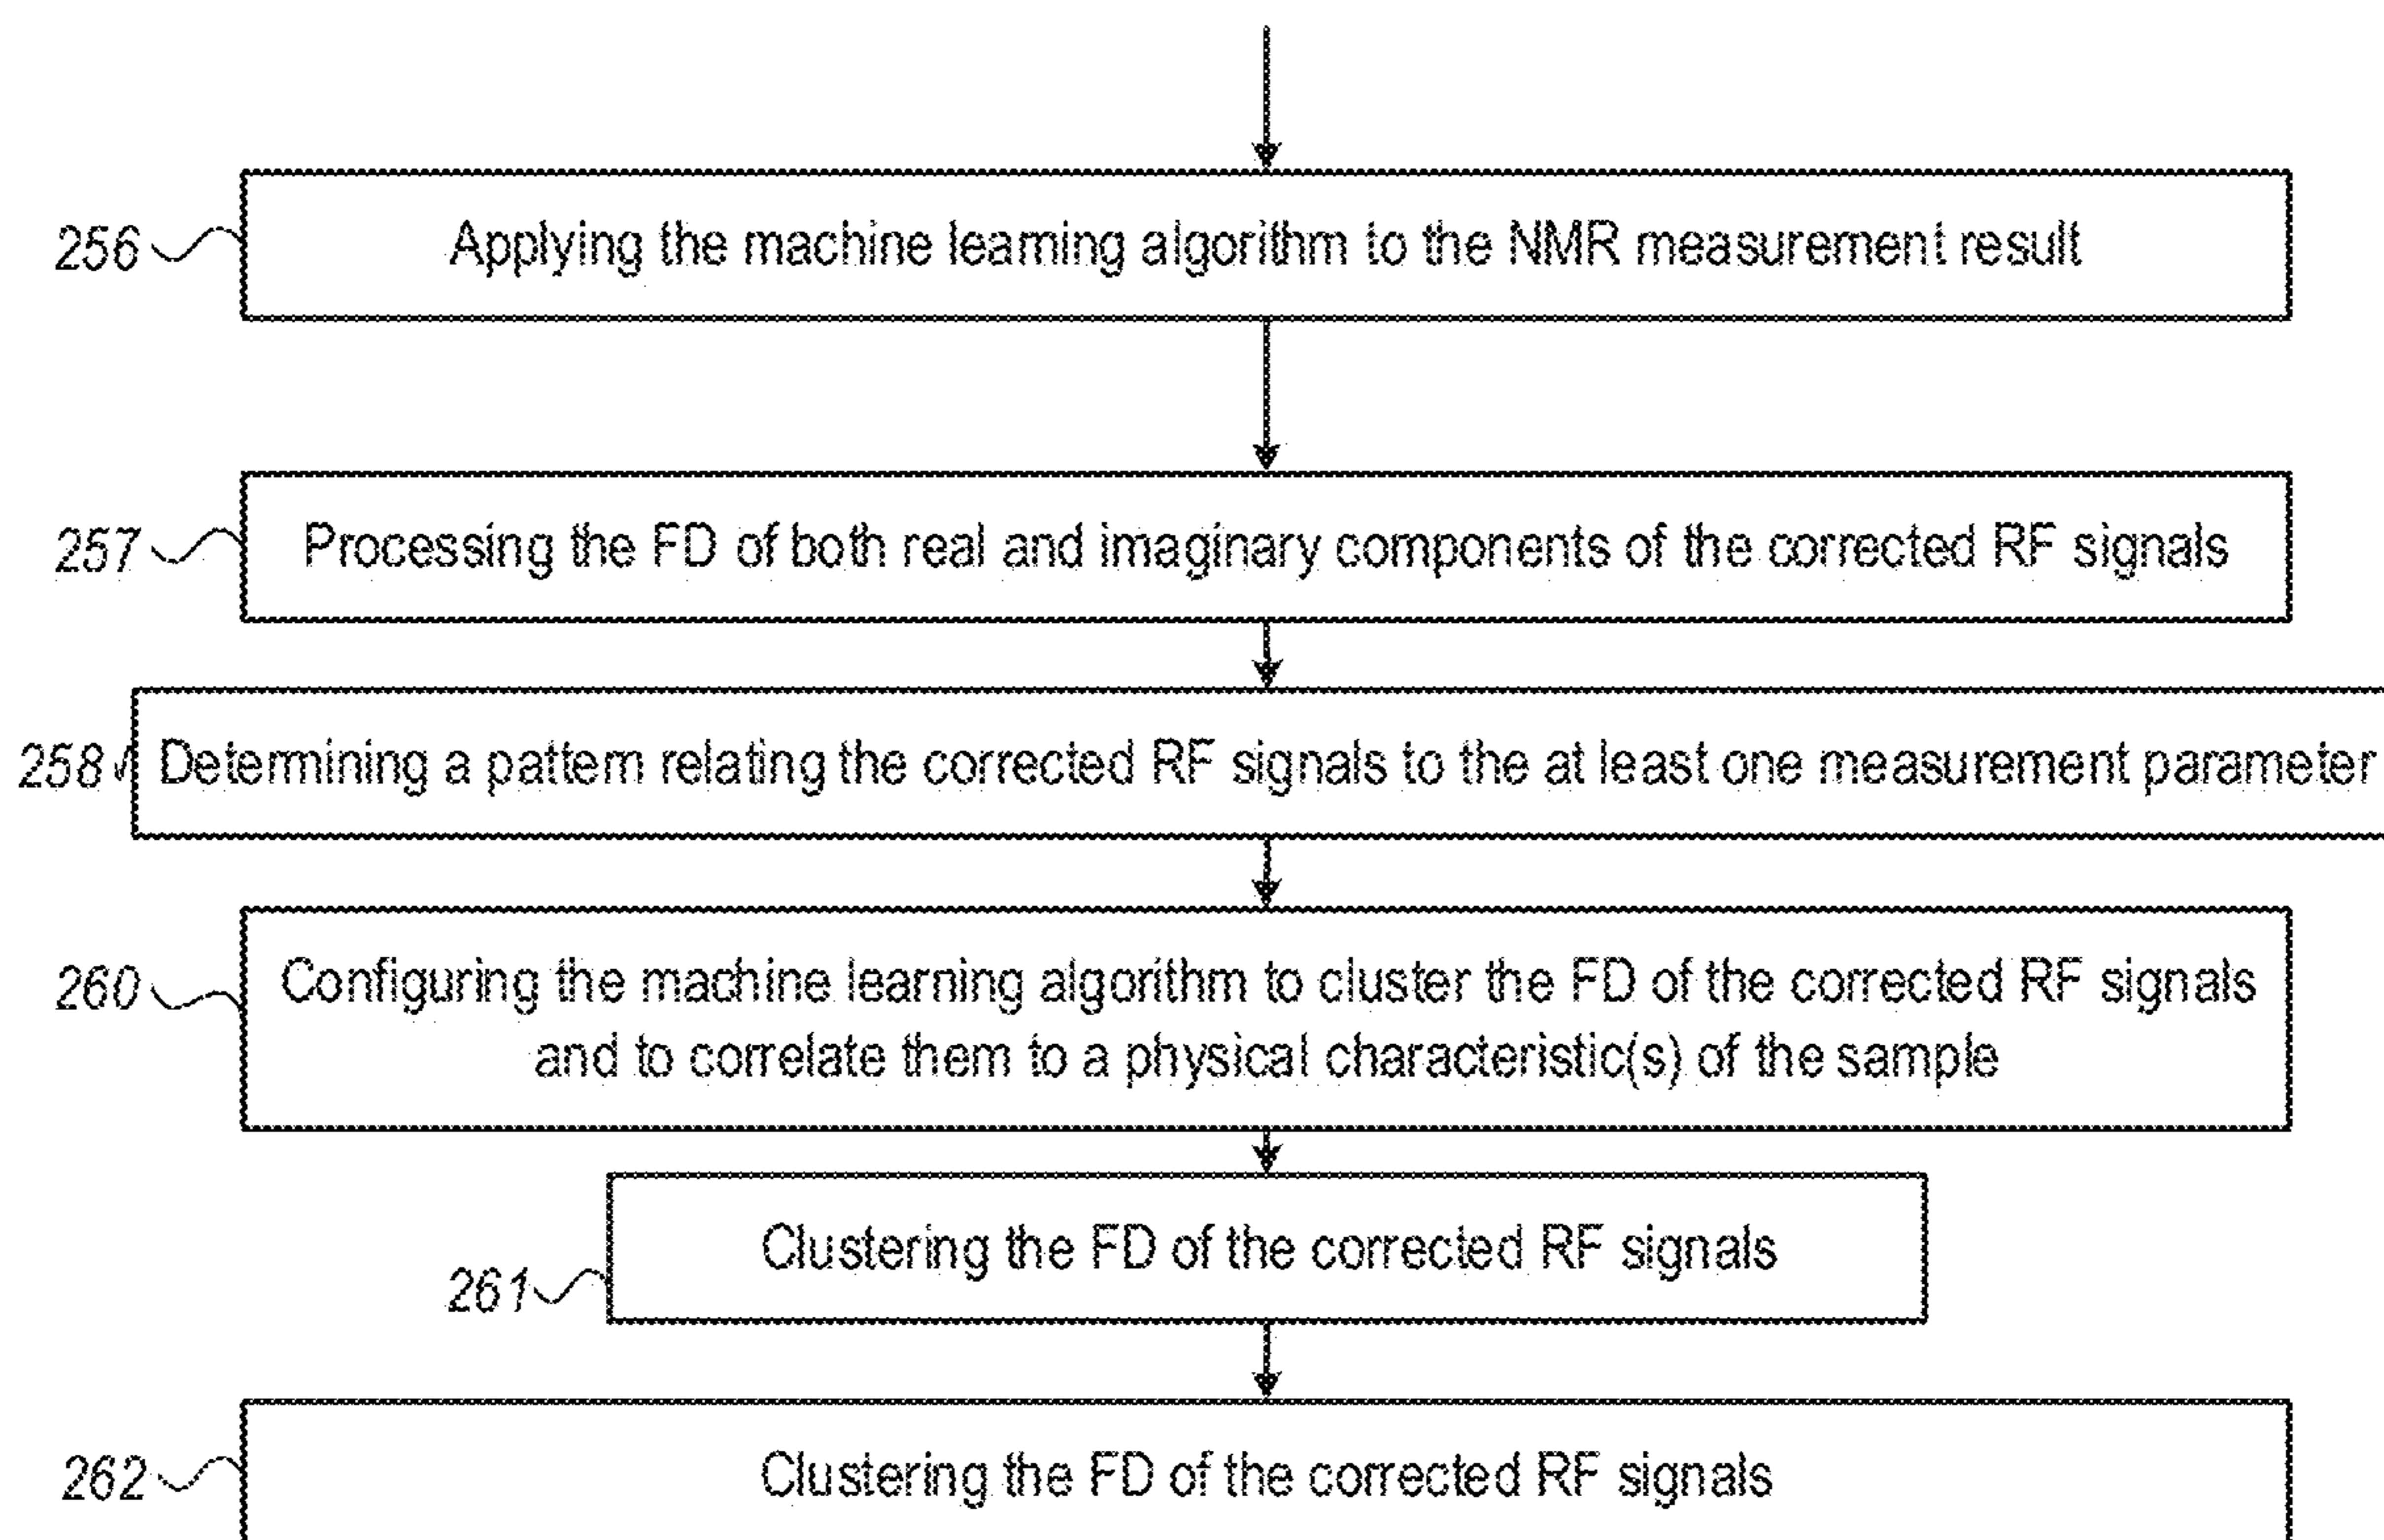 256 Applying the machine learning algorithm to the NMR measurement result
257 Processing the FD of both real and imaginary components of the corrected RF signals
258 Determining a pattern relating the corrected RF signals to the at least one measurement parameter
260 Configuring the machine learning algorithm to cluster the FD of the corrected RF signals
and to correlate them to a physical characteristic(s) of the sample
261 Clustering the FD of the corrected RF signals
262 Clustering the FD of the corrected RF signals